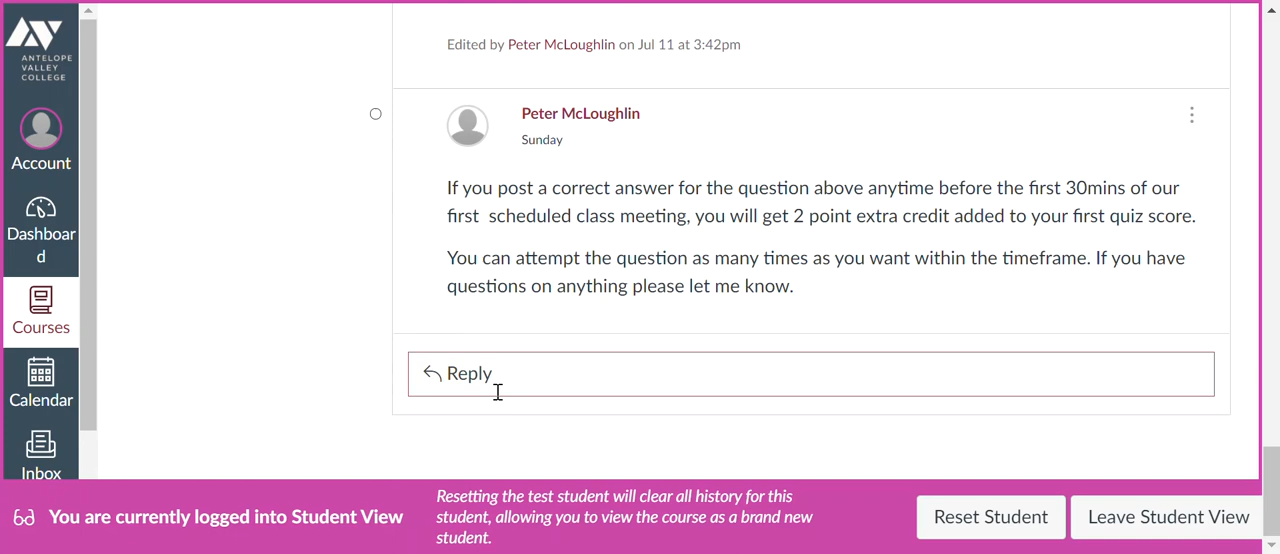 ANTELOPE
VALLEY
COLLEGE
Account
Dashboar
d
Courses
Calendar
Inbox
Edited by Peter McLoughlin on Jul 11 at 3:42pm
Peter McLoughlin
Sunday
If you post a correct answer for the question above anytime before the first 30mins of our
first scheduled class meeting, you will get 2 point extra credit added to your first quiz score.
You can attempt the question as many times as you want within the timeframe. If you have
questions on anything please let me know.
Reply
You are currently logged into Student View
Resetting the test student will clear all history for this
student, allowing you to view the course as a brand new
student.
Reset Student
Leave Student View